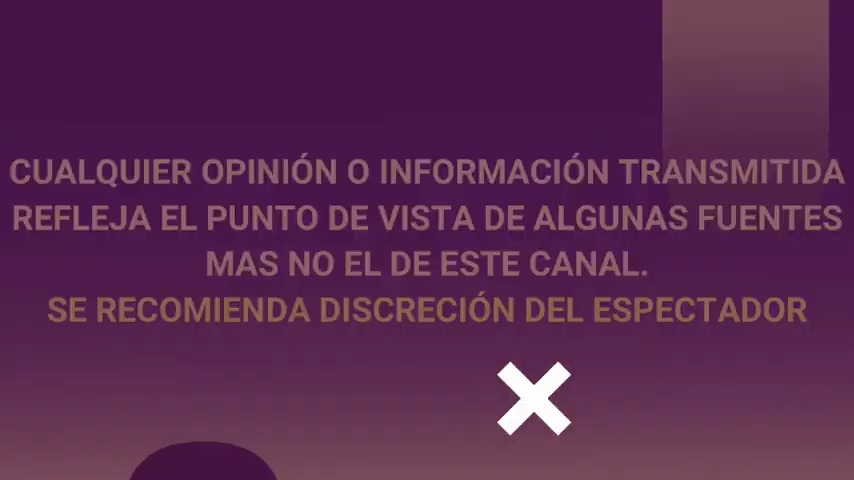 CUALQUIER OPINIÓN O INFORMACIÓN TRANSMITIDA
REFLEJA EL PUNTO DE VISTA DE ALGUNAS FUENTES
MAS NO EL DE ESTE CANAL.
SE RECOMIENDA DISCRECIÓN DEL ESPECTADOR